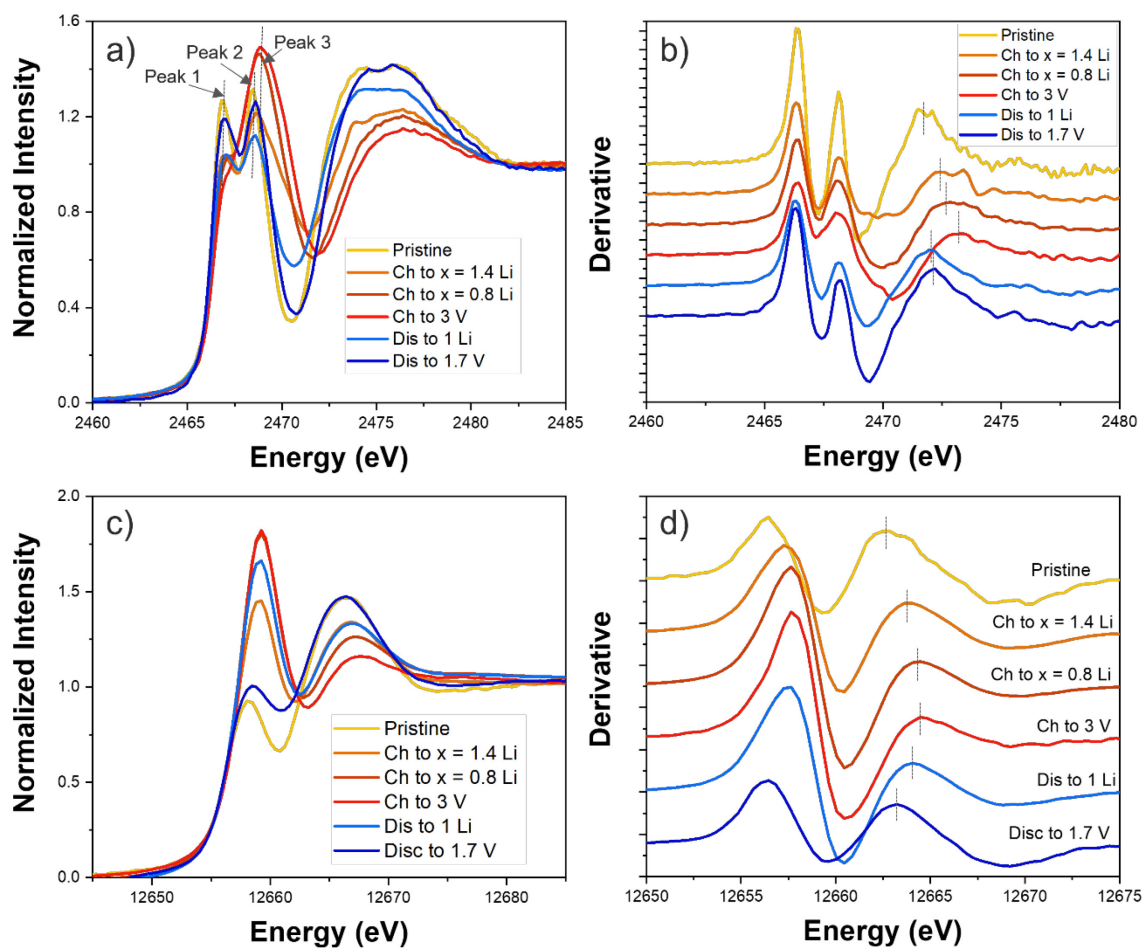 a)
Peak 1
Peak 2
Peak 3
Normalized Intensity
1.6
1.2
0.8
0.4
0.0
Pristine
Ch to x = 1.4 Li
Ch to x = 0.8 Li
Ch to 3 V
Dis to 1 Li
Dis to 1.7 V
2460 2465 2470 2475 2480 2485
Energy (eV)
b)
Derivative
Pristine
Ch to x = 1.4 Li
Ch to x = 0.8 Li
Ch to 3 V
Dis to 1 Li
Dis to 1.7 V
2460 2465 2470 2475 2480
Energy (eV)
c)
Normalized Intensity
2.0
1.5
1.0
0.5
0.0
Pristine
Ch to x = 1.4 Li
Ch to x = 0.8 Li
Ch to 3 V
Dis to 1 Li
Disc to 1.7 V
12650 12660 12670 12680
Energy (eV)
d)
Derivative
Pristine
Ch to x = 1.4 Li
Ch to x = 0.8 Li
Ch to 3 V
Dis to 1 Li
Disc to 1.7 V
12650 12655 12660 12665 12670 12675
Energy (eV)